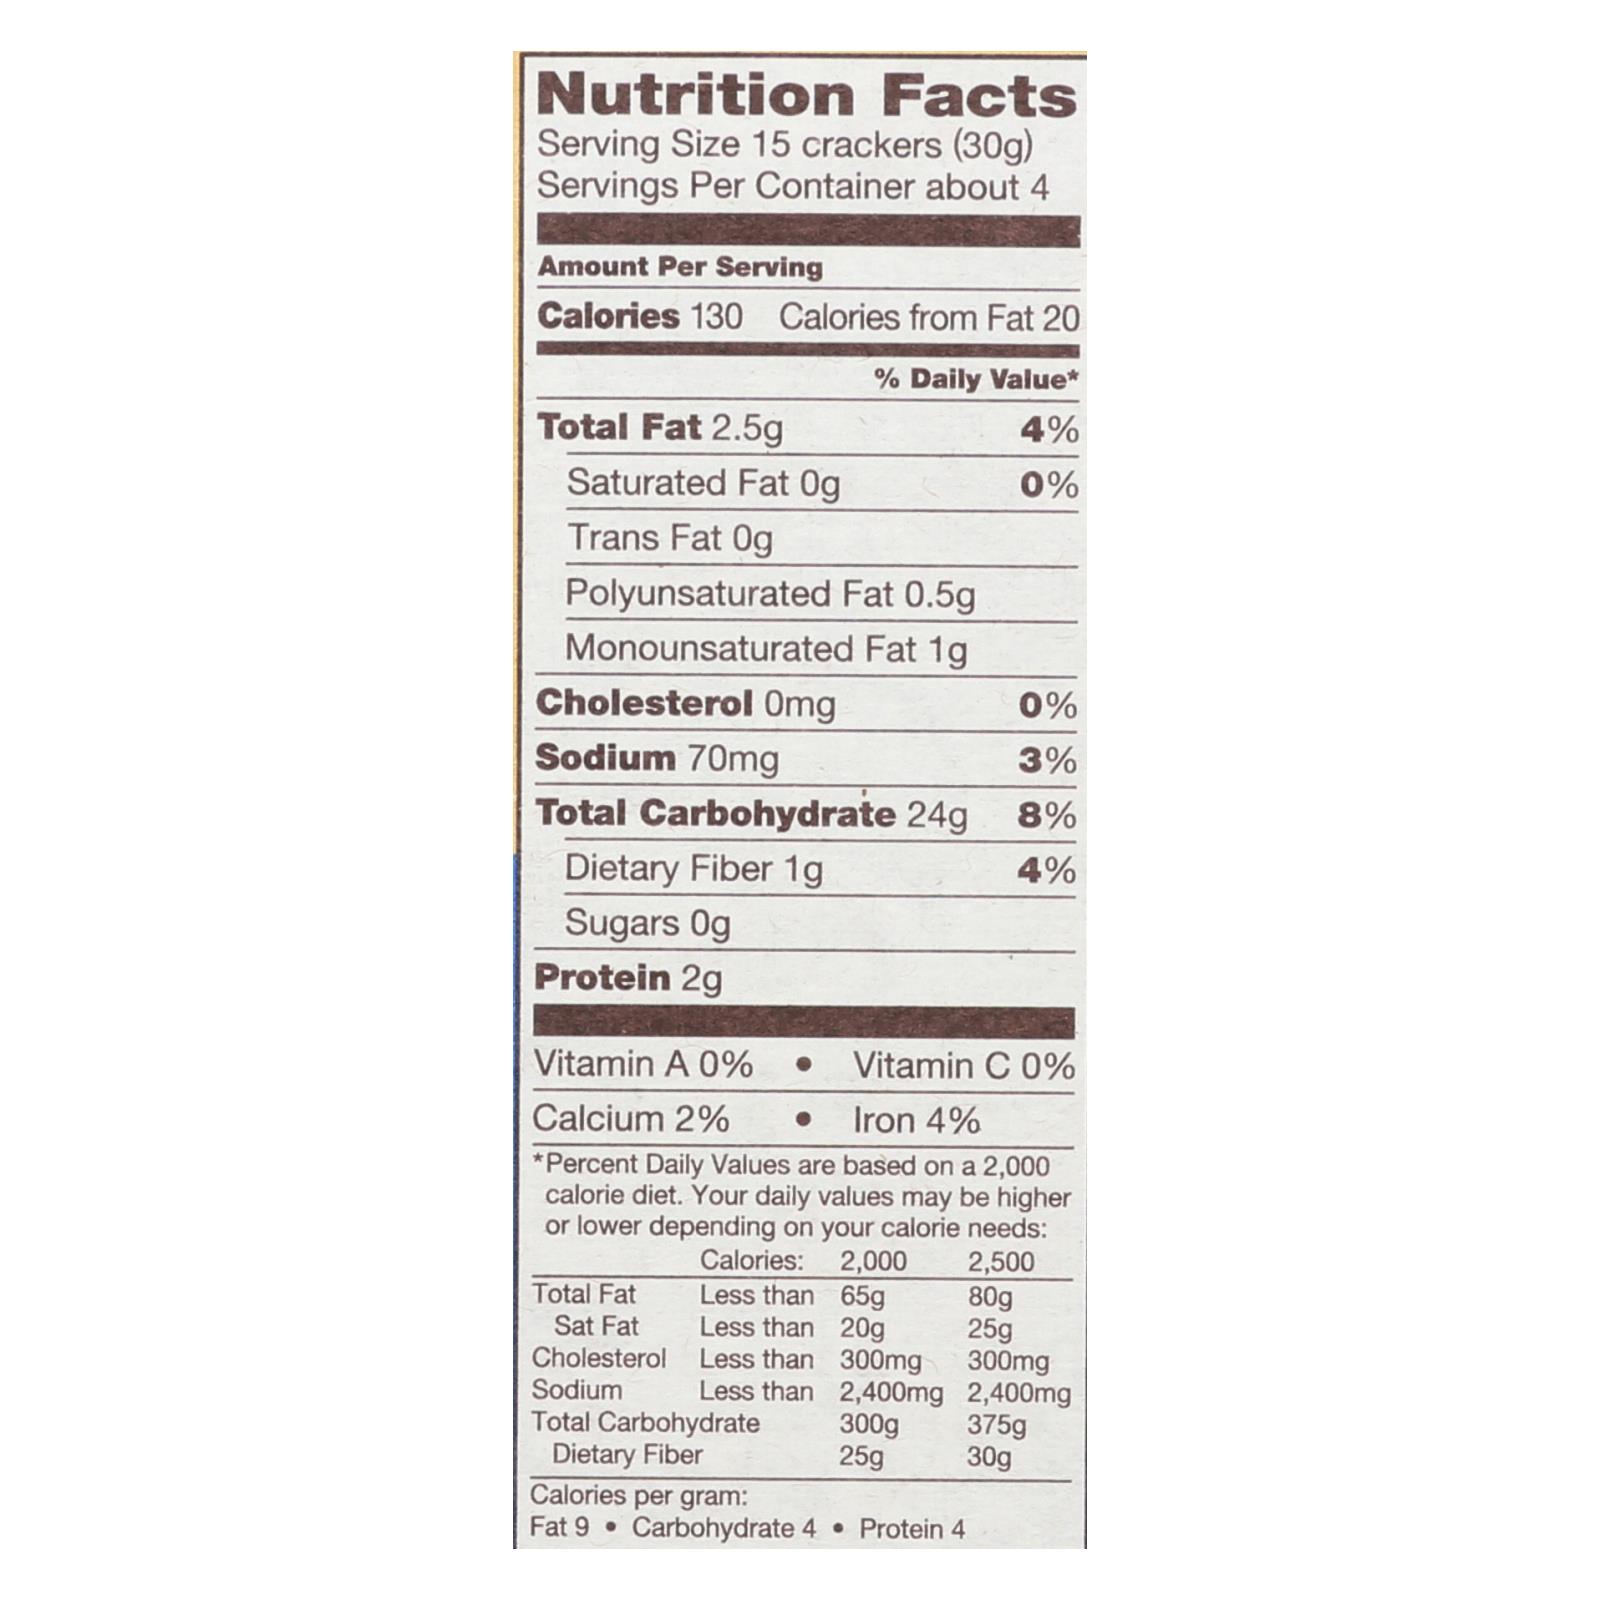 Nutrition Facts
Serving Size 15 crackers (30g)
Servings Per Container about 4
Amount Per Serving
Calories 130 Calories from Fat 20
% Daily Value*
Total Fat 2.5g 4%
Saturated Fat 0g 0%
Trans Fat 0g
Polyunsaturated Fat 0.5g
Monounsaturated Fat 1g
Cholesterol 0mg 0%
Sodium 70mg 3%
Total Carbohydrate 24g 8%
Dietary Fiber 1g 4%
Sugars 0g
Protein 2g
Vitamin A 0% • Vitamin C 0%
Calcium 2% • Iron 4%
*Percent Daily Values are based on a 2,000
calorie diet. Your daily values may be higher
or lower depending on your calorie needs:
Calories: 2,000 2,500
Total Fat Less than 65g 80g
Sat Fat Less than 20g 25g
Cholesterol Less than 300mg 300mg
Sodium Less than 2,400mg 2,400mg
Total Carbohydrate 300g 375g
Dietary Fiber 25g 30g
Calories per gram:
Fat 9 • Carbohydrate 4 • Protein 4